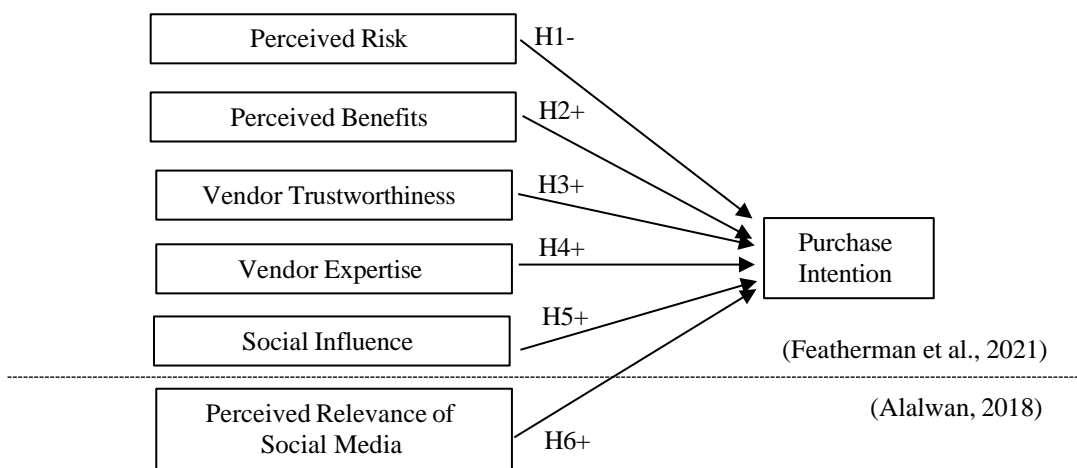 Perceived Risk
H1-
Perceived Benefits
H2+
Vendor Trustworthiness
H3+
Vendor Expertise
H4+
Purchase
Intention
Social Influence
H5+
(Featherman et al., 2021)
(Alalwan, 2018)
Perceived Relevance of
Social Media
H6+